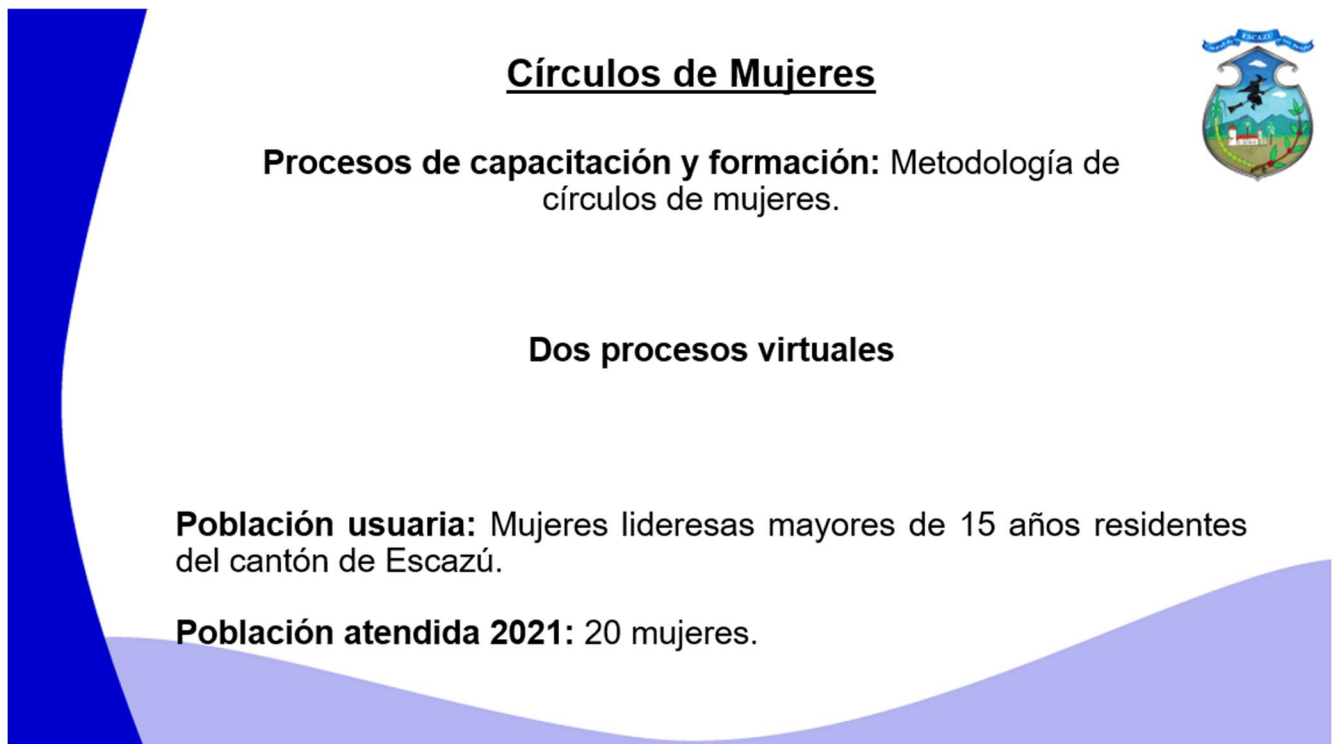 ESCAZÚ
Círculos de Mujeres
Procesos de capacitación y formación: Metodología de
círculos de mujeres.
Dos procesos virtuales
Población usuaria: Mujeres lideresas mayores de 15 años residentes
del cantón de Escazú.
Población atendida 2021: 20 mujeres.